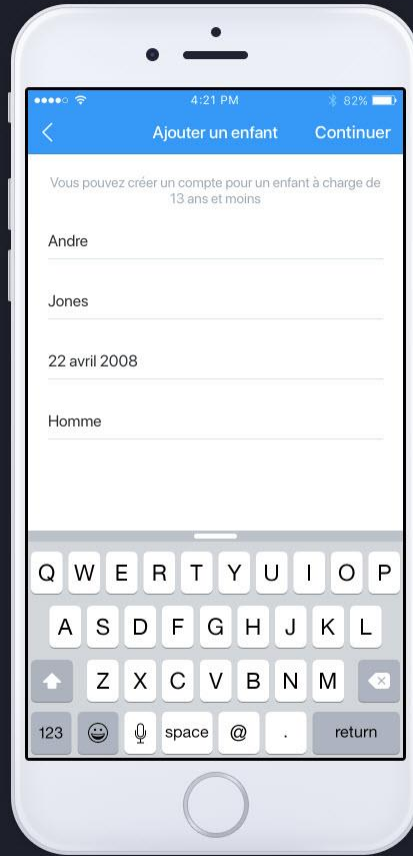 4:21 PM
82%
Ajouter un enfant
Continuer
Vous pouvez créer un compte pour un enfant à charge de
13 ans et moins
Andre
Jones
22 avril 2008
Homme
Q W E R T Y U I O P
A S D F G H J K L
Z X C V B N M
123 space @ . return